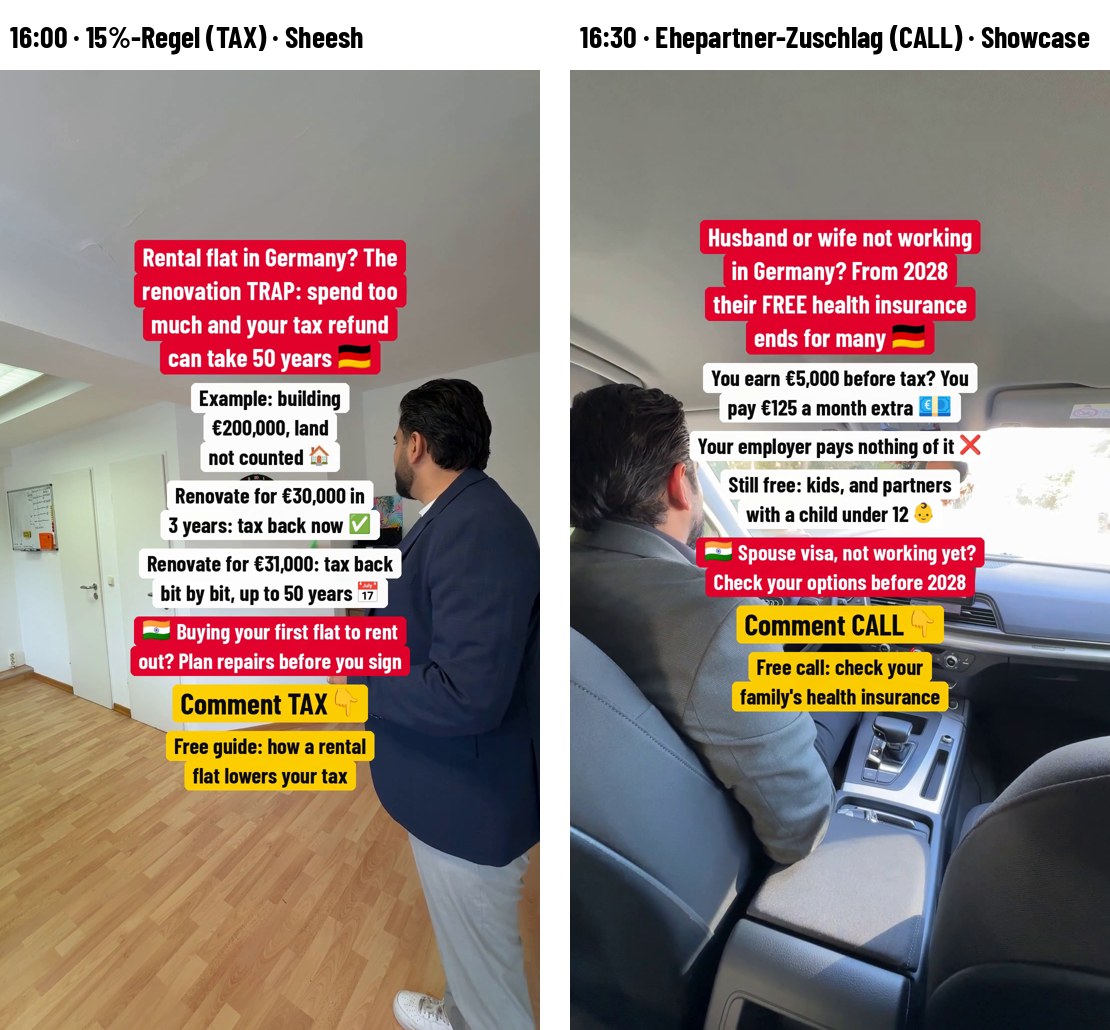 16:00 · 15%-Regel (TAX) · Sheesh
Rental flat in Germany? The
renovation TRAP: spend too
much and your tax refund
can take 50 years 🇩🇪
Example: building
€200,000, land
not counted 🏠
Renovate for €30,000 in
3 years: tax back now ✅
Renovate for €31,000: tax back
bit by bit, up to 50 years 📅
🇮🇳 Buying your first flat to rent
out? Plan repairs before you sign
Comment TAX 👇
Free guide: how a rental
flat lowers your tax
16:30 · Ehepartner-Zuschlag (CALL) · Showcase
Husband or wife not working
in Germany? From 2028
their FREE health insurance
ends for many 🇩🇪
You earn €5,000 before tax? You
pay €125 a month extra 💶
Your employer pays nothing of it ❌
Still free: kids, and partners
with a child under 12 👶
🇮🇳 Spouse visa, not working yet?
Check your options before 2028
Comment CALL 👇
Free call: check your
family's health insurance